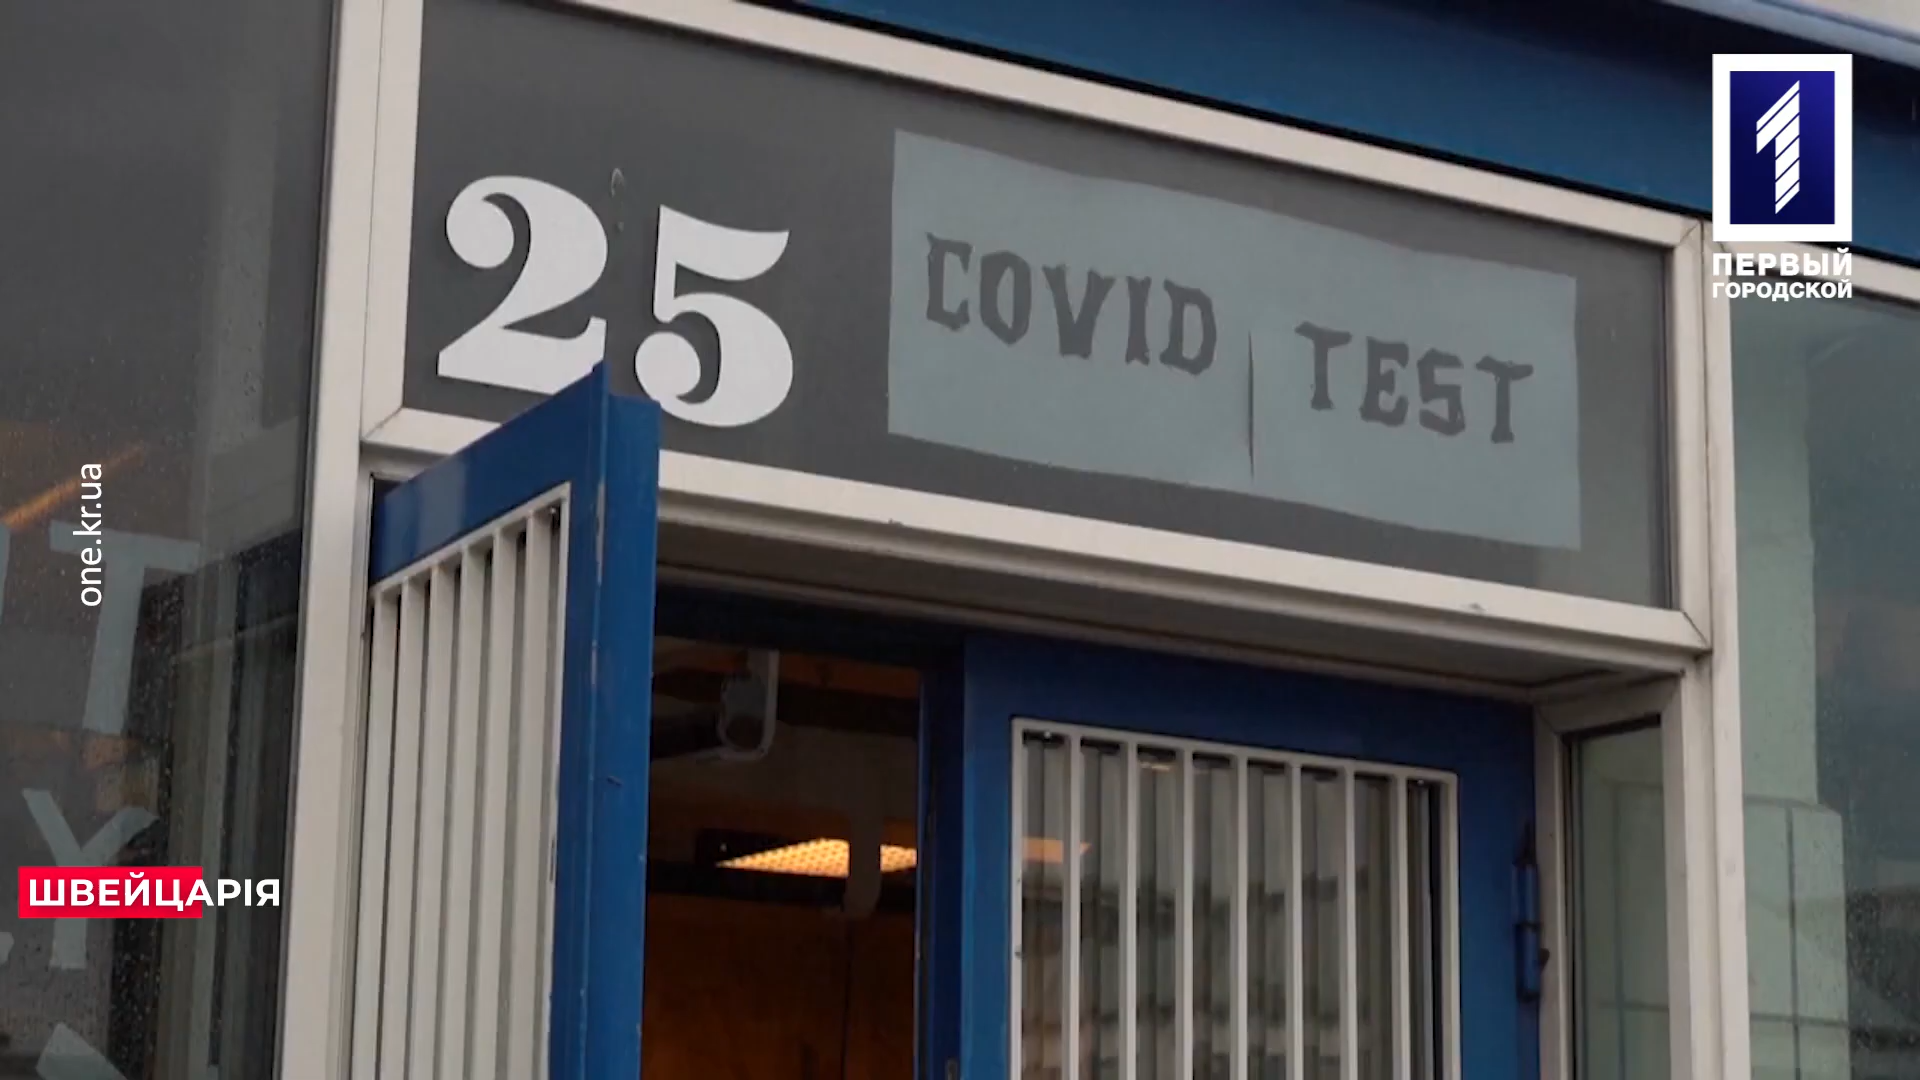 25
COVID TEST
ПЕРВЫЙ
ГОРОДСКОЙ
one.kr.ua
ШВЕЙЦАРІЯ